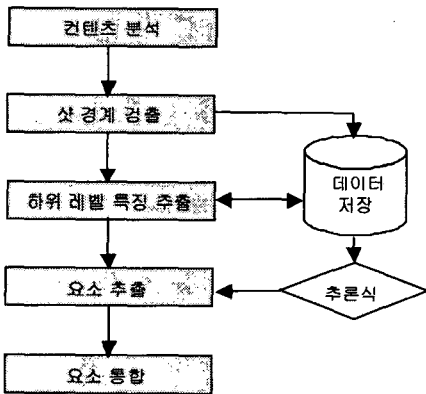 컨텐츠 분석
샷 경계 검출
하위 레벨 특징 추출
데이터
저장
요소 추출
추론식
요소 통합